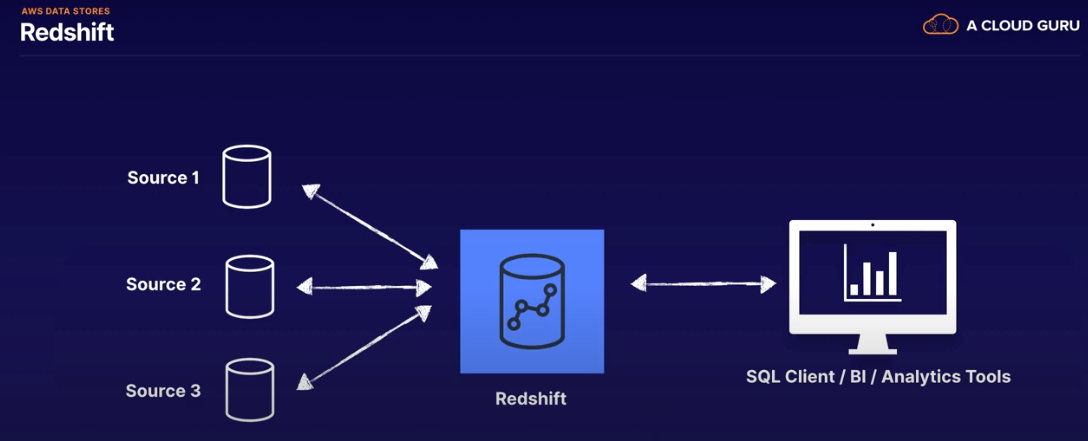 AWS DATA STORES
Redshift
A CLOUD GURU
Source 1
Source 2
Source 3
Redshift
SQL Client / BI / Analytics Tools